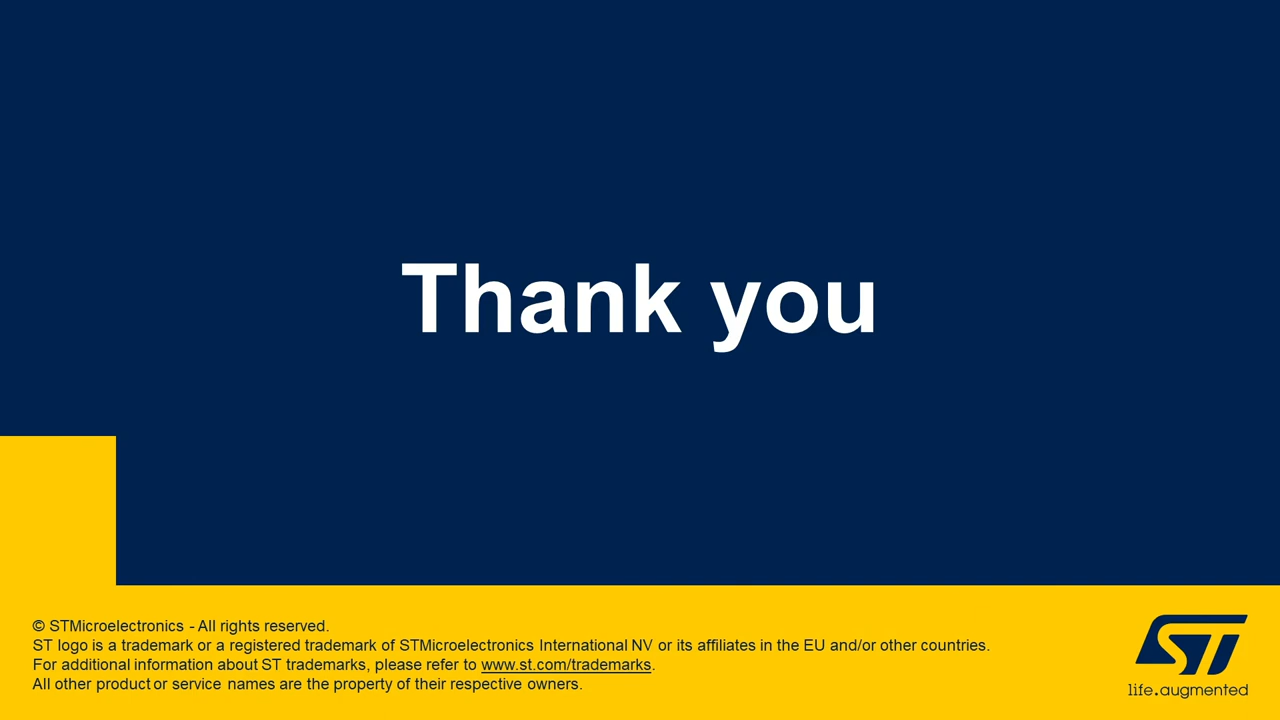 Thank you
© STMicroelectronics - All rights reserved.
ST logo is a trademark or a registered trademark of STMicroelectronics International NV or its affiliates in the EU and/or other countries.
For additional information about ST trademarks, please refer to www.st.com/trademarks.
All other product or service names are the property of their respective owners.
ST
life.augmented